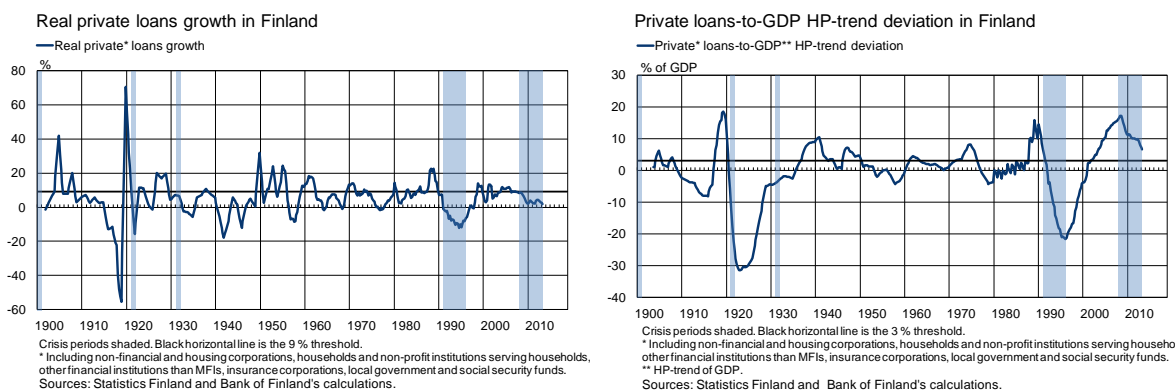 Real private loans growth in Finland
Real private* loans growth
%
80
60
40
20
0
-20
-40
-60
1900 1910 1920 1930 1940 1950 1960 1970 1980 1990 2000 2010
Crisis periods shaded. Black horizontal line is the 9 % threshold.
* Including non-financial and housing corporations, households and non-profit institutions serving households,
other financial institutions than MFIs, insurance corporations, local government and social security funds.
Sources: Statistics Finland and Bank of Finland's calculations.
Private loans-to-GDP HP-trend deviation in Finland
Private* loans-to-GDP** HP-trend deviation
% of GDP
30
20
10
0
-10
-20
-30
-40
1900 1910 1920 1930 1940 1950 1960 1970 1980 1990 2000 2010
Crisis periods shaded. Black horizontal line is the 3 % threshold.
* Including non-financial and housing corporations, households and non-profit institutions serving househo
other financial institutions than MFIs, insurance corporations, local government and social security funds.
** HP-trend of GDP.
Sources: Statistics Finland and Bank of Finland's calculations.